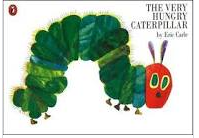 THE VERY
HUNGRY
CATERPILLAR
by Eric Carle